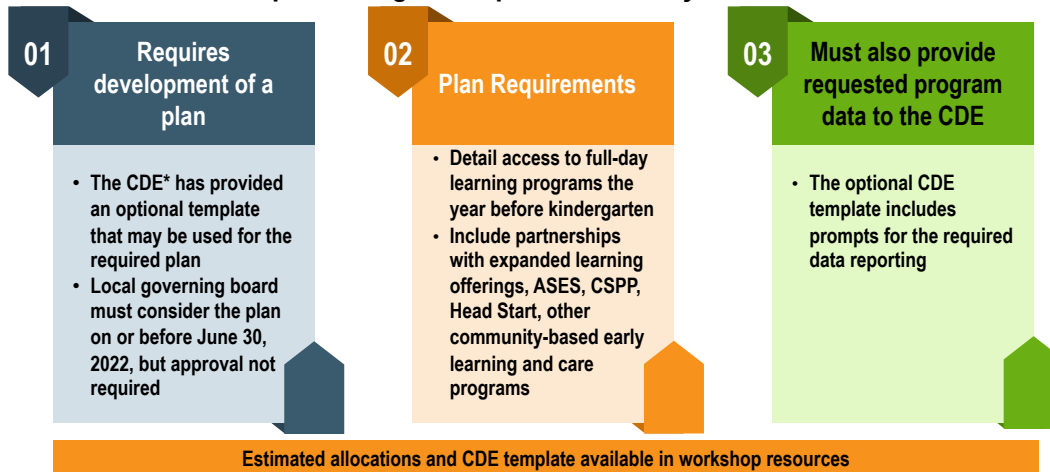 01
Requires
development of a
plan
• The CDE* has provided
an optional template
that may be used for the
required plan
• Local governing board
must consider the plan
on or before June 30,
2022, but approval not
required
02
Plan Requirements
• Detail access to full-day
learning programs the
year before kindergarten
• Include partnerships
with expanded learning
offerings, ASES, CSPP,
Head Start, other
community-based early
learning and care
programs
03
Must also provide
requested program
data to the CDE
• The optional CDE
template includes
prompts for the required
data reporting
Estimated allocations and CDE template available in workshop resources